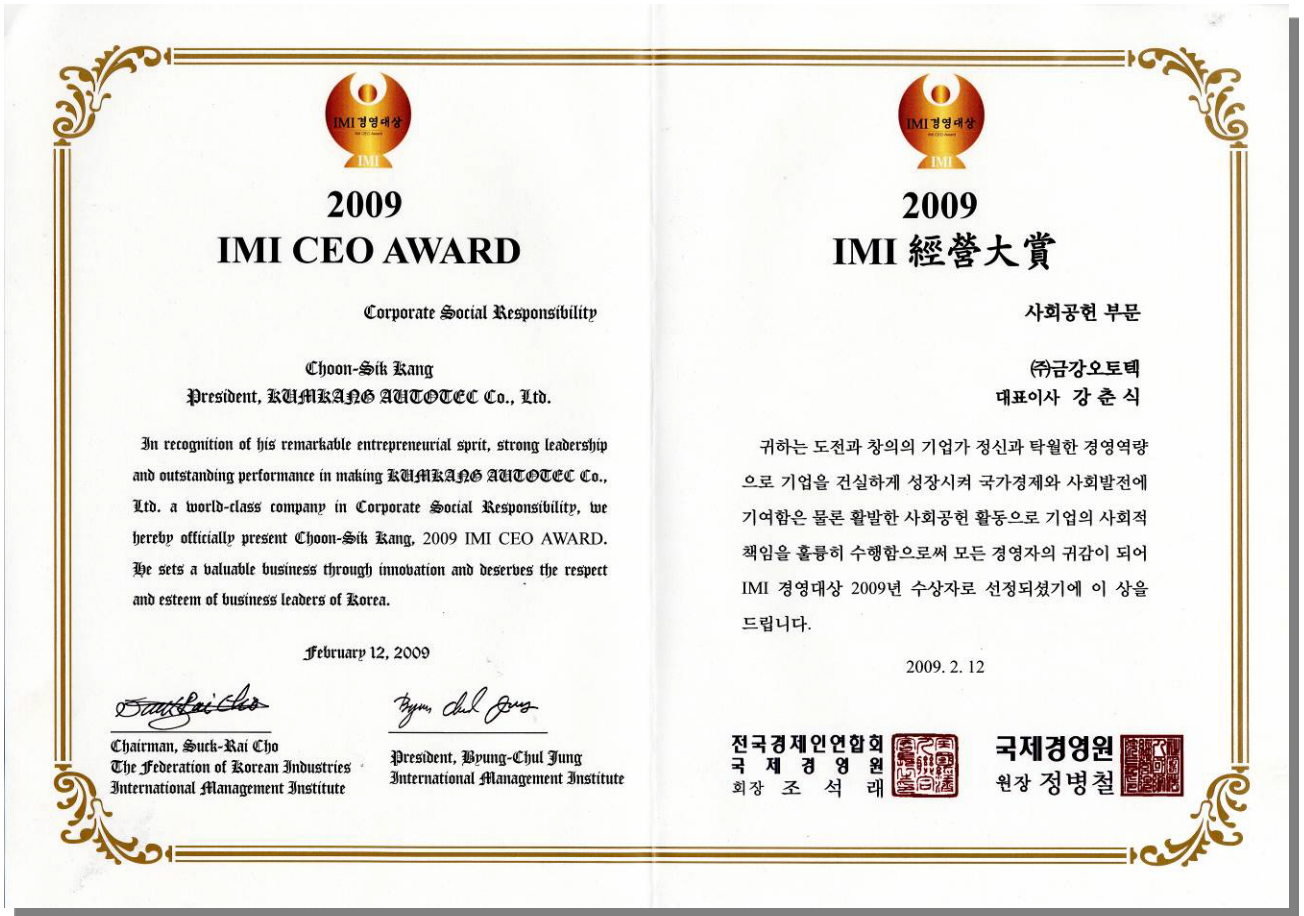 IMI 경영대상
IMI CEO Award
IMI
2009
IMI CEO AWARD
Corporate Social Responsibility
Choon-Sik Kang
President, KUMKANG AUTOTEC Co., Ltd.
In recognition of his remarkable entrepreneurial sprit, strong leadership
and outstanding performance in making KUMKANG AUTOTEC Co.,
Ltd. a world-class company in Corporate Social Responsibility, we
hereby officially present Choon-Sik Kang, 2009 IMI CEO AWARD.
He sets a valuable business through innovation and deserves the respect
and esteem of business leaders of Korea.
February 12, 2009
Suck Rai Cho
Chairman, Suck-Rai Cho
The Federation of Korean Industries
International Management Institute
Byung Chul Jung
President, Byung-Chul Jung
International Management Institute
IMI 경영대상
IMI CEO Award
IMI
2009
IMI 經營大賞
사회공헌 부문
㈜금강오토텍
대표이사 강 춘 식
귀하는 도전과 창의의 기업가 정신과 탁월한 경영역량
으로 기업을 건실하게 성장시켜 국가경제와 사회발전에
기여함은 물론 활발한 사회공헌 활동으로 기업의 사회적
책임을 훌륭히 수행함으로써 모든 경영자의 귀감이 되어
IMI 경영대상 2009년 수상자로 선정되셨기에 이 상을
드립니다.
2009. 2. 12
전국경제인연합회
국 제 경 영 원
회장 조 석 래
국제경영원
원장 정병철